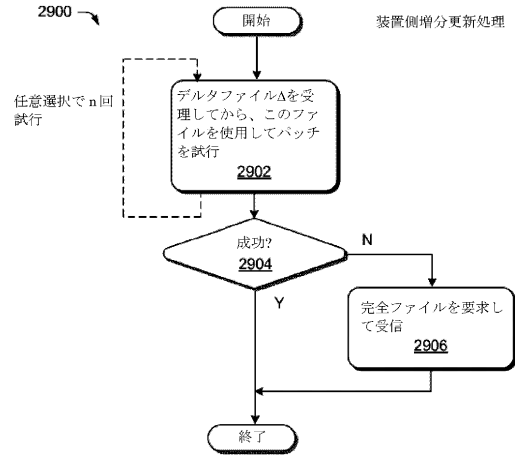 2900
開始
装置側増分更新処理
任意選択で n 回
試行
デルタファイルΔを受
理してから、このファ
イルを使用してパッチ
を試行
2902
成功?
2904
N
Y
完全ファイルを要求し
て受信
2906
終了